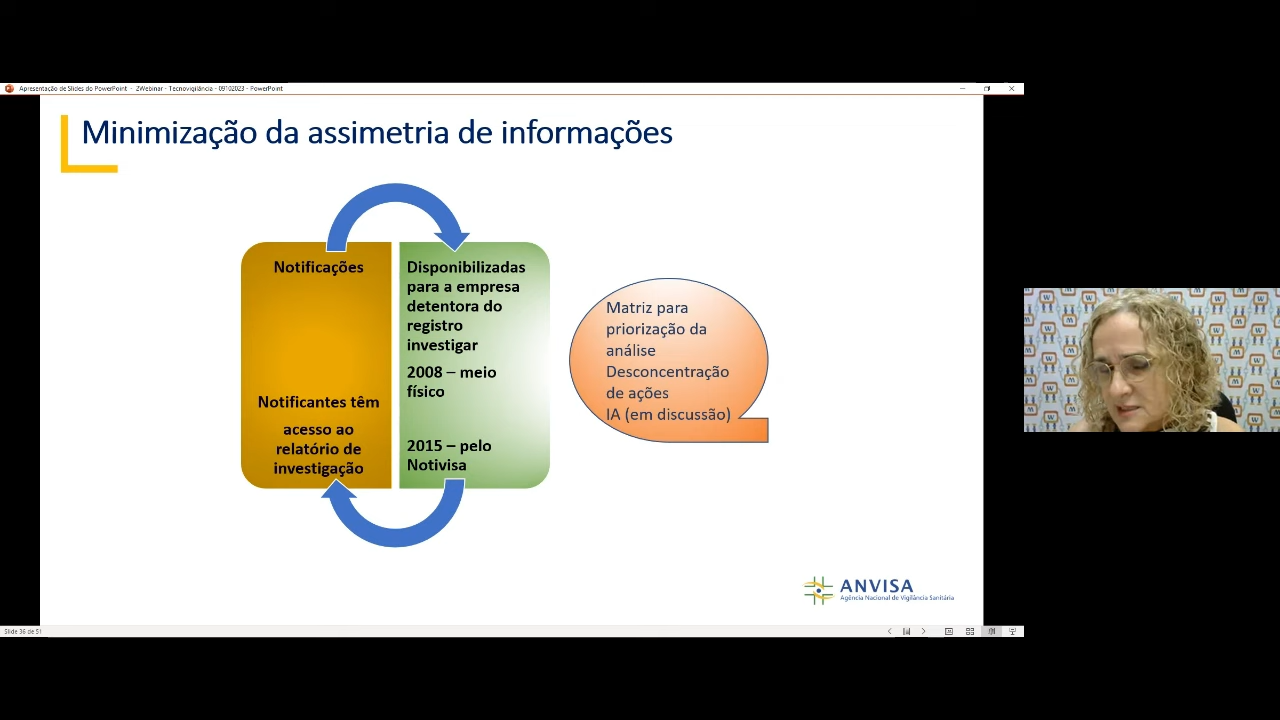 Apresentação de Slides do PowerPoint - 2Webinar - Tecnovigilância - 09102023 - PowerPoint
Minimização da assimetria de informações
Notificações
Notificantes têm
acesso ao
relatório de
investigação
Disponibilizadas
para a empresa
detentora do
registro
investigar
2008 – meio
físico
2015 – pelo
Notivisa
Matriz para
priorização da
análise
Desconcentração
de ações
IA (em discussão)
ANVISA
Agência Nacional de Vigilância Sanitária
Slide 36 de 51